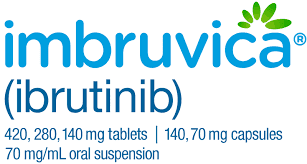 imbruvica®
(ibrutinib)
420, 280, 140 mg tablets | 140, 70 mg capsules
70 mg/mL oral suspension